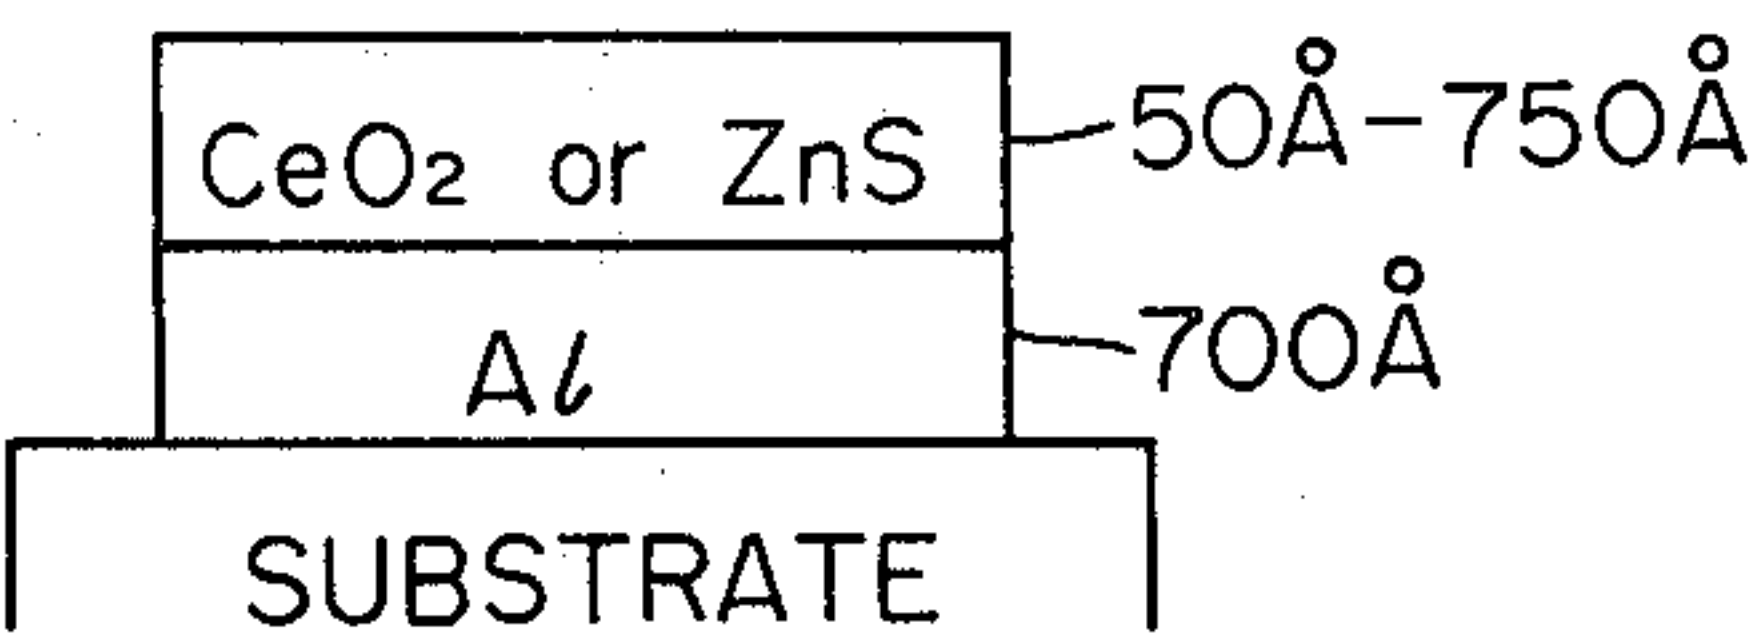 CeO₂ or ZnS
50Å-750Å
Al
700Å
SUBSTRATE